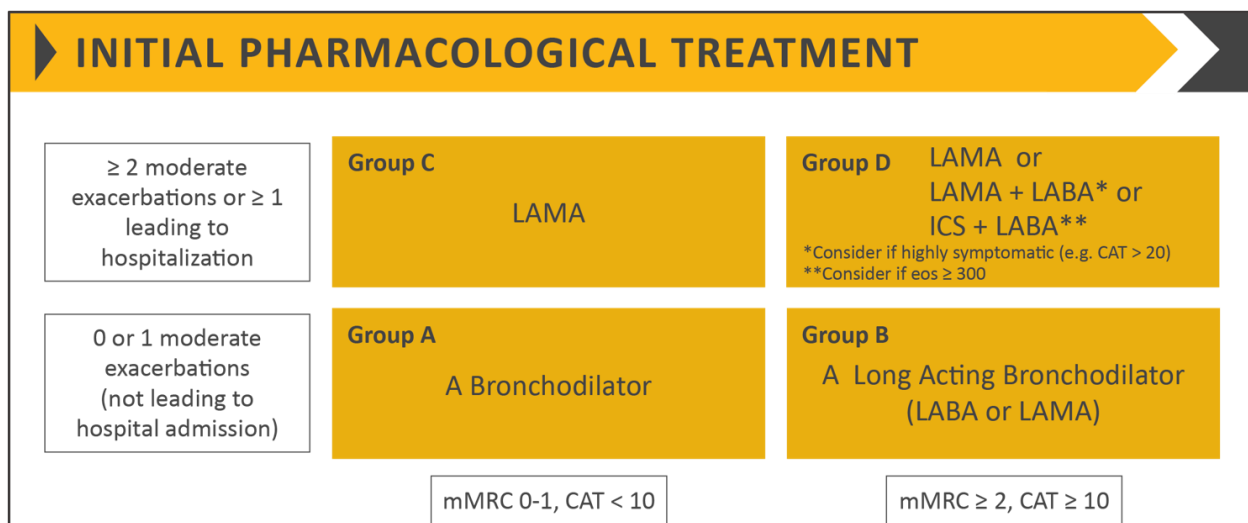 INITIAL PHARMACOLOGICAL TREATMENT
≥ 2 moderate
exacerbations or ≥ 1
leading to
hospitalization
Group C
LAMA
Group D
LAMA or
LAMA + LABA* or
ICS + LABA**
*Consider if highly symptomatic (e.g. CAT > 20)
**Consider if eos ≥ 300
0 or 1 moderate
exacerbations
(not leading to
hospital admission)
Group A
A Bronchodilator
Group B
A Long Acting Bronchodilator
(LABA or LAMA)
mMRC 0-1, CAT < 10
mMRC ≥ 2, CAT ≥ 10